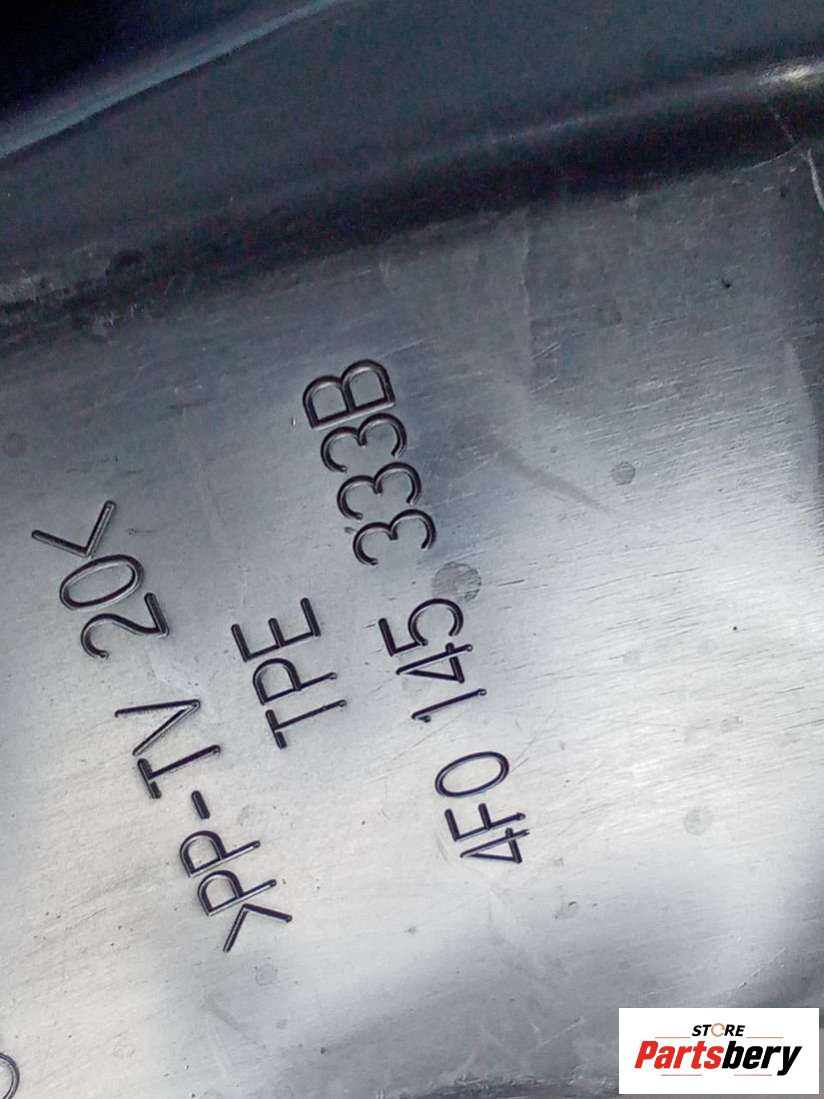 4F0 145 333B
TPE
>PP-TV 20<
STORE
Partsbery